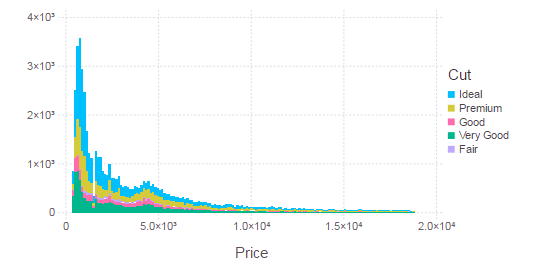 4×10³
3×10³
2×10³
1×10³
0
0
5.0×10³
1.0×10⁴
1.5×10⁴
2.0×10⁴
Price
Cut
Ideal
Premium
Good
Very Good
Fair